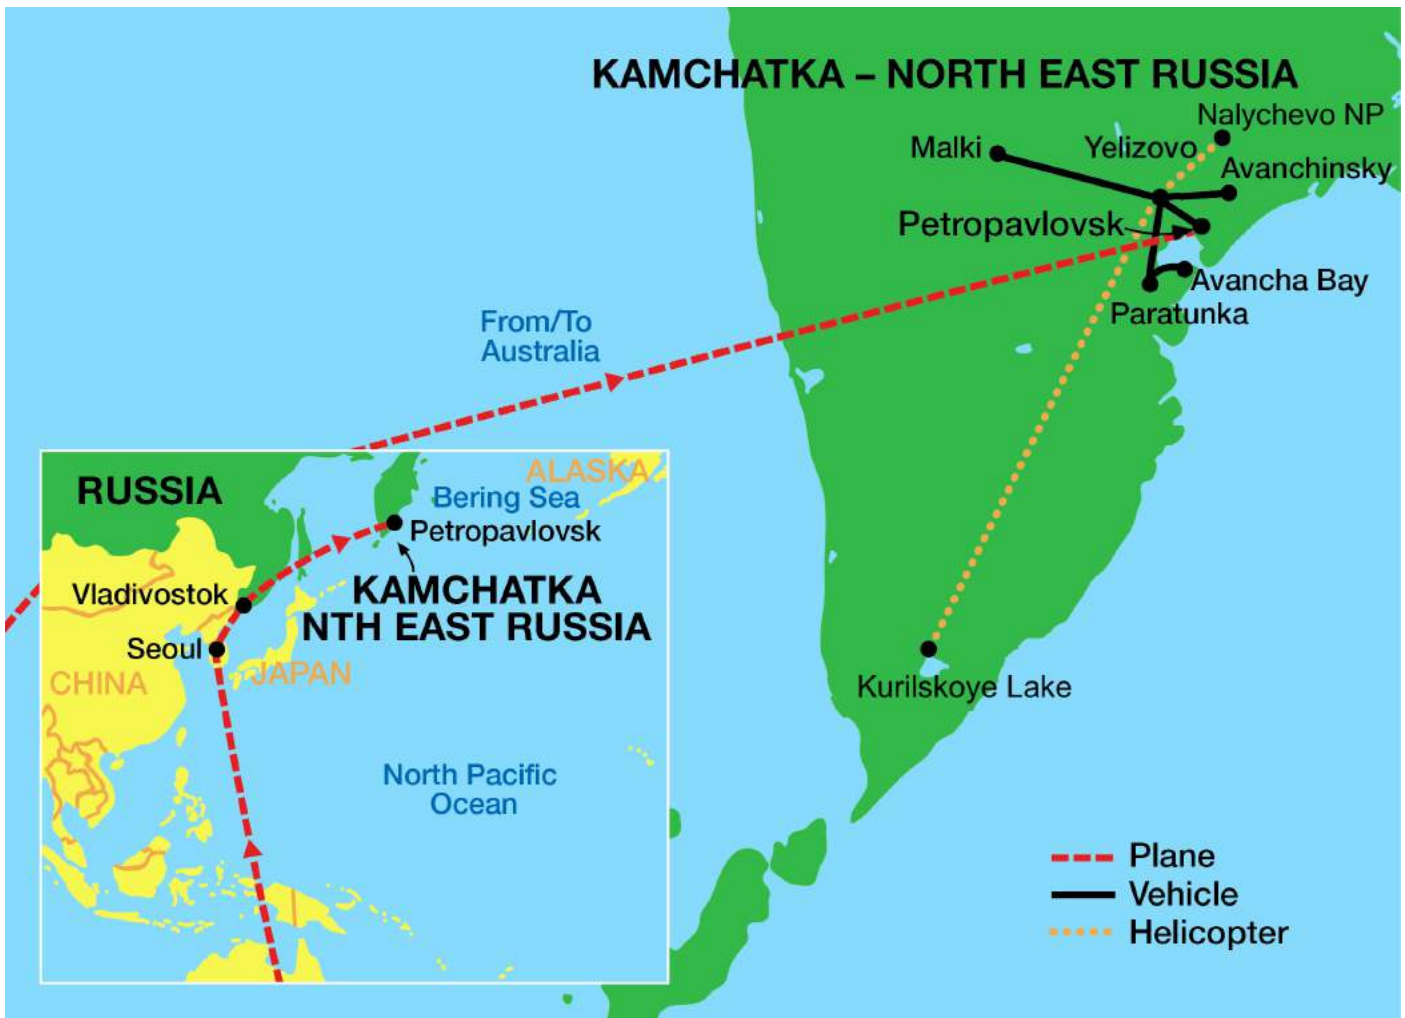 KAMCHATKA – NORTH EAST RUSSIA
Nalychevo NP
Malki
Yelizovo
Avanchinsky
Petropavlovsk
Avancha Bay
Paratunka
From/To
Australia
Kurilskoye Lake
RUSSIA
ALASKA
Bering Sea
Petropavlovsk
Vladivostok
KAMCHATKA
NTH EAST RUSSIA
Seoul
CHINA
JAPAN
North Pacific
Ocean
Plane
Vehicle
Helicopter